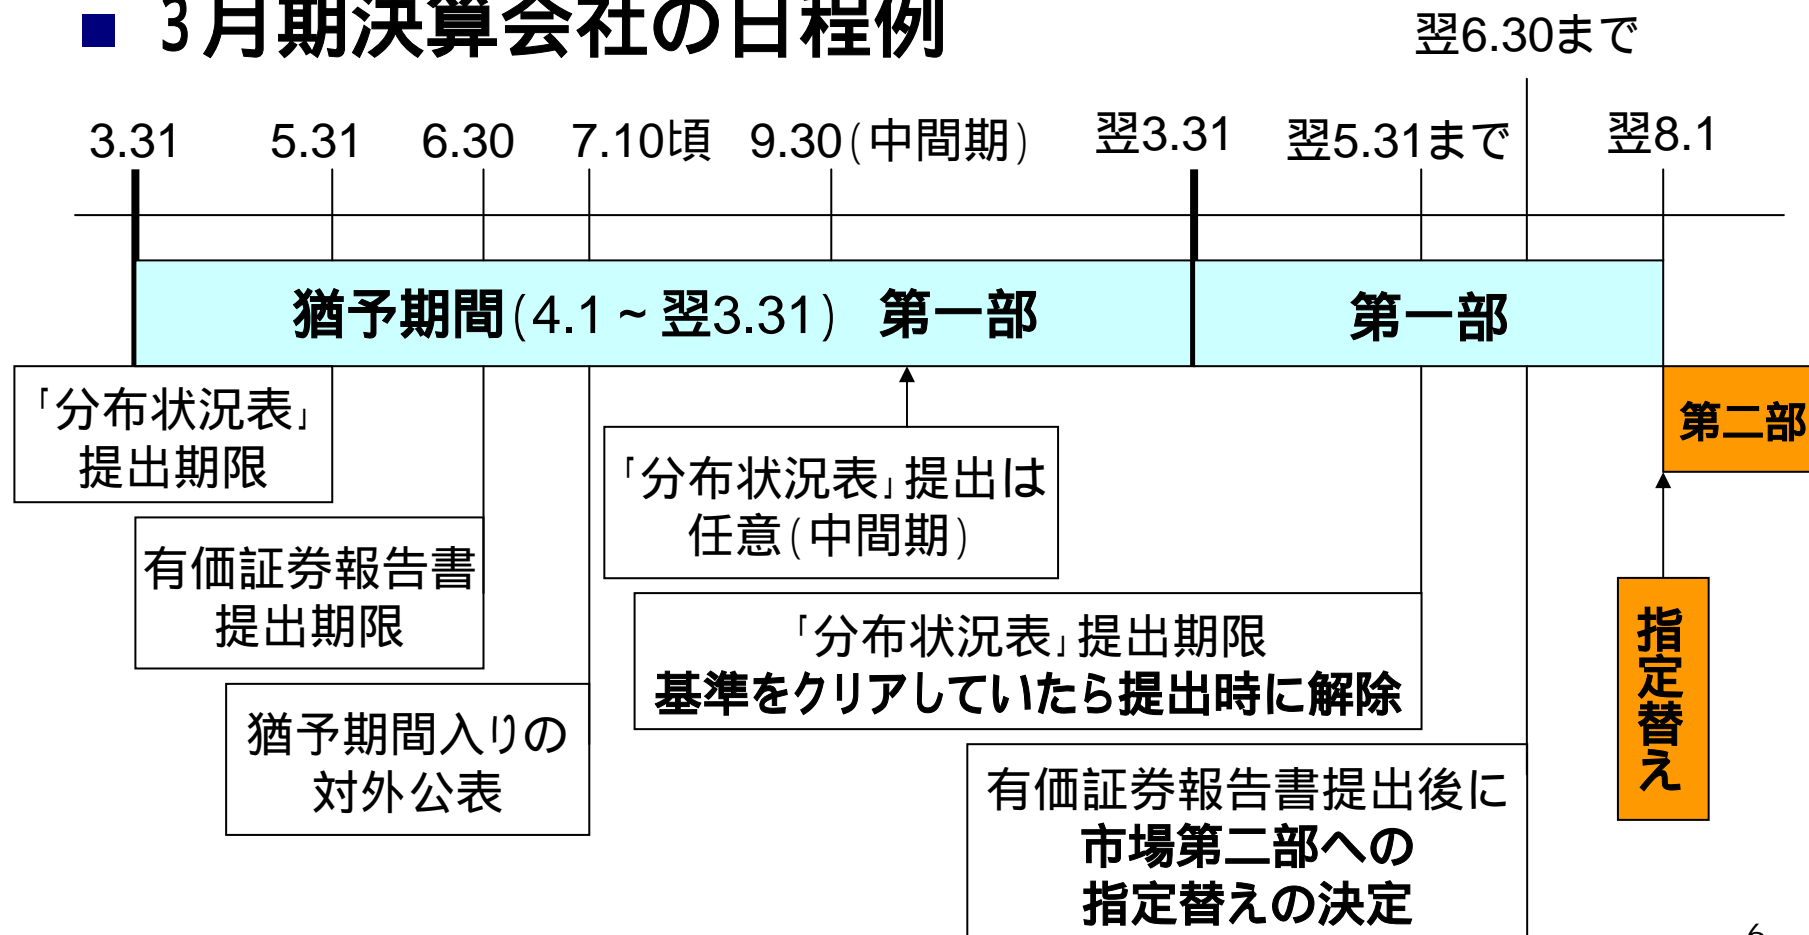 ■ 3月期決算会社の日程例
翌6.30まで
3.31 5.31 6.30 7.10頃 9.30(中間期) 翌3.31 翌5.31まで 翌8.1
猶予期間(4.1~翌3.31) 第一部 第一部
「分布状況表」
提出期限
第二部
「分布状況表」提出は
任意(中間期)
有価証券報告書
提出期限
「分布状況表」提出期限
基準をクリアしていたら提出時に解除
指定替え
猶予期間入りの
対外公表
有価証券報告書提出後に
市場第二部への
指定替えの決定
6